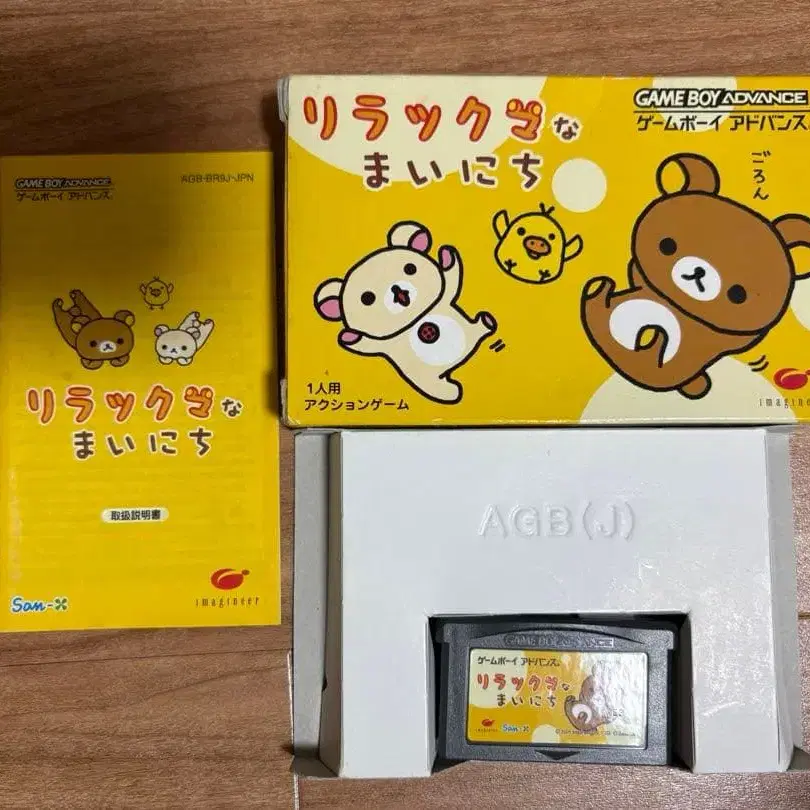 GAME BOY ADVANCE
ゲームボーイ アドバンス
AGB-BR9J-JPN
リラックマな
まいにち
取扱説明書
San-X
imagineer
リラックマな
まいにち
GAME BOY ADVANCE
ゲームボーイ アドバンス
ごろん
1人用
アクションゲーム
imagineer
AGB(J)
GAME BOY ADVANCE
ゲームボーイ アドバンス
リラックマな
まいにち
imagineer
San-X